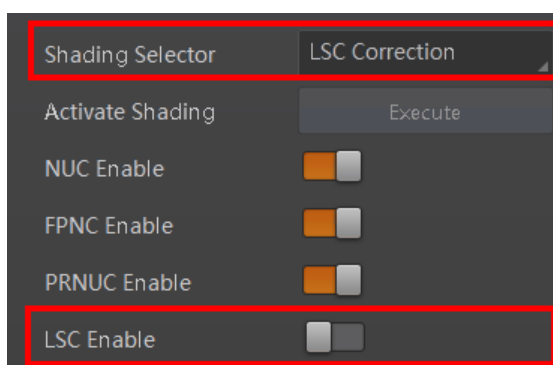 Shading Selector LSC Correction
Activate Shading Execute
NUC Enable
FPNC Enable
PRNUC Enable
LSC Enable